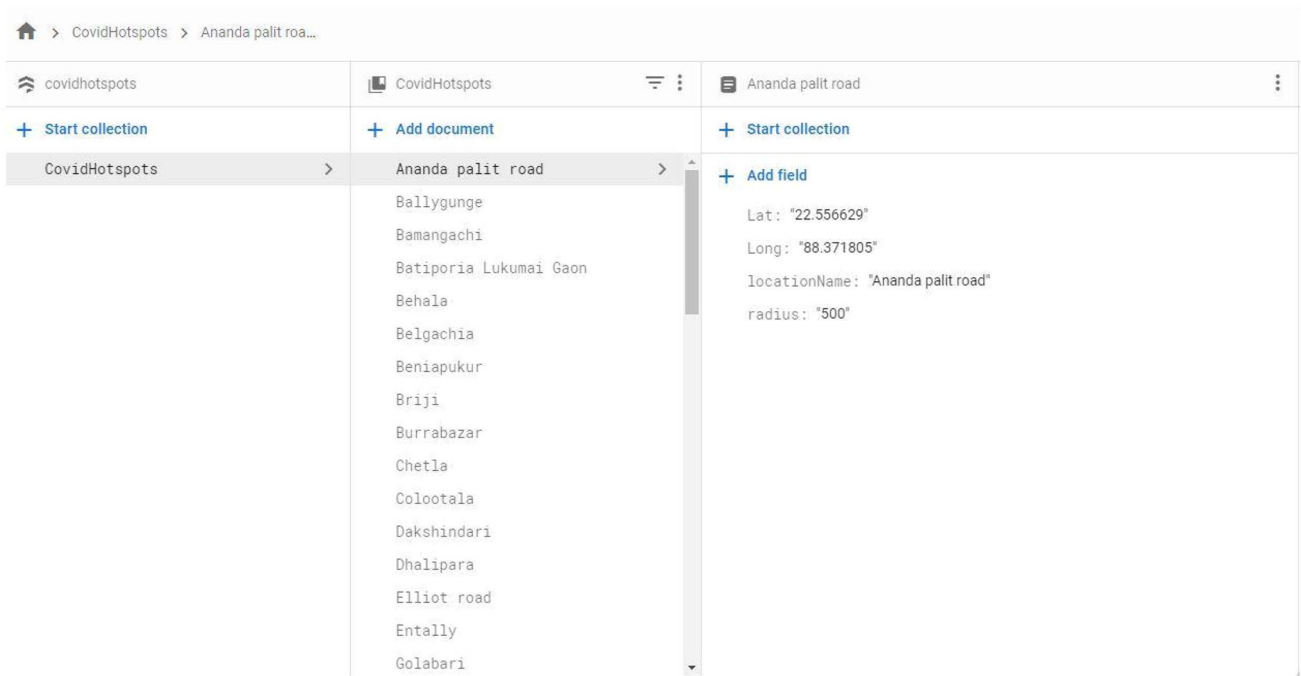 CovidHotspots > Ananda palit roa...
covidhotspots
+ Start collection
CovidHotspots >
CovidHotspots
+ Add document
Ananda palit road >
Ballygunge
Bamangachi
Batiporia Lukumai Gaon
Behala
Belgachia
Beniapukur
Briji
Burrabazar
Chetla
Colootala
Dakshindari
Dhalipara
Elliot road
Entally
Golabari
Ananda palit road
+ Start collection
+ Add field
Lat: "22.556629"
Long: "88.371805"
locationName: "Ananda palit road"
radius: "500"